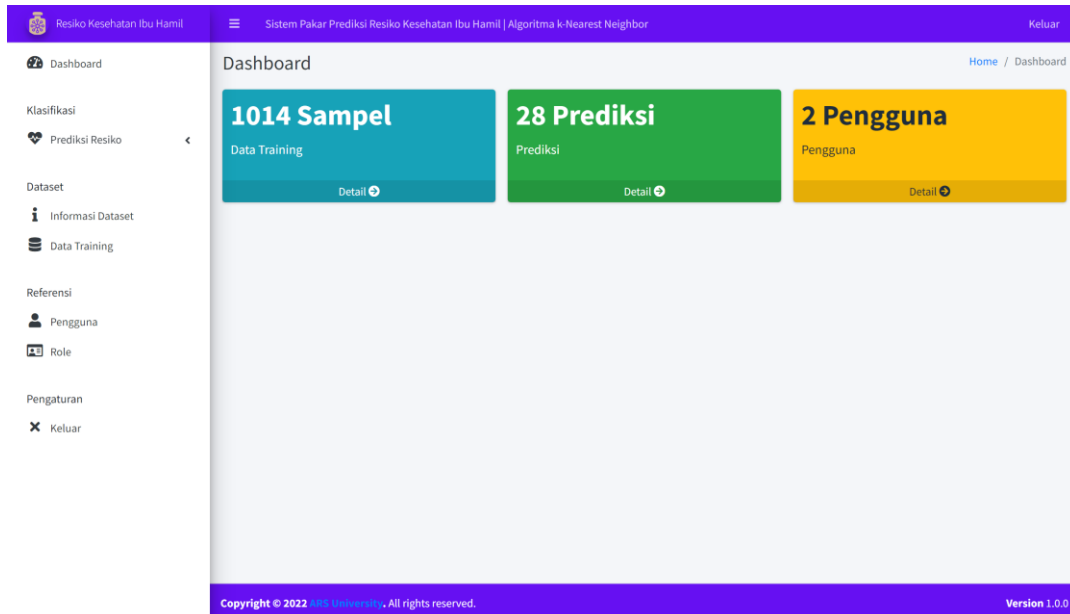 Resiko Kesehatan Ibu Hamil
Sistem Pakar Prediksi Resiko Kesehatan Ibu Hamil | Algoritma k-Nearest Neighbor
Keluar
Dashboard
Klasifikasi
Prediksi Resiko
Dataset
Informasi Dataset
Data Training
Referensi
Pengguna
Role
Pengaturan
Keluar
Dashboard
Home / Dashboard
1014 Sampel
Data Training
Detail
28 Prediksi
Prediksi
Detail
2 Pengguna
Pengguna
Detail
Copyright © 2022 ARS University. All rights reserved.
Version 1.0.0